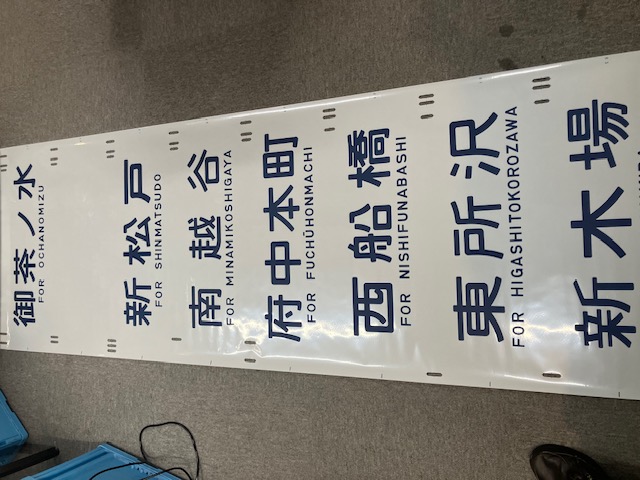 御茶ノ水
FOR OCHANOMIZU
新松戸
FOR SHINMATSUDO
南越谷
FOR MINAMIKOSHIGAYA
府中本町
FOR FUCHŪHONMACHI
西船橋
FOR NISHIFUNABASHI
東所沢
FOR HIGASHITOKOROZAWA
新木場